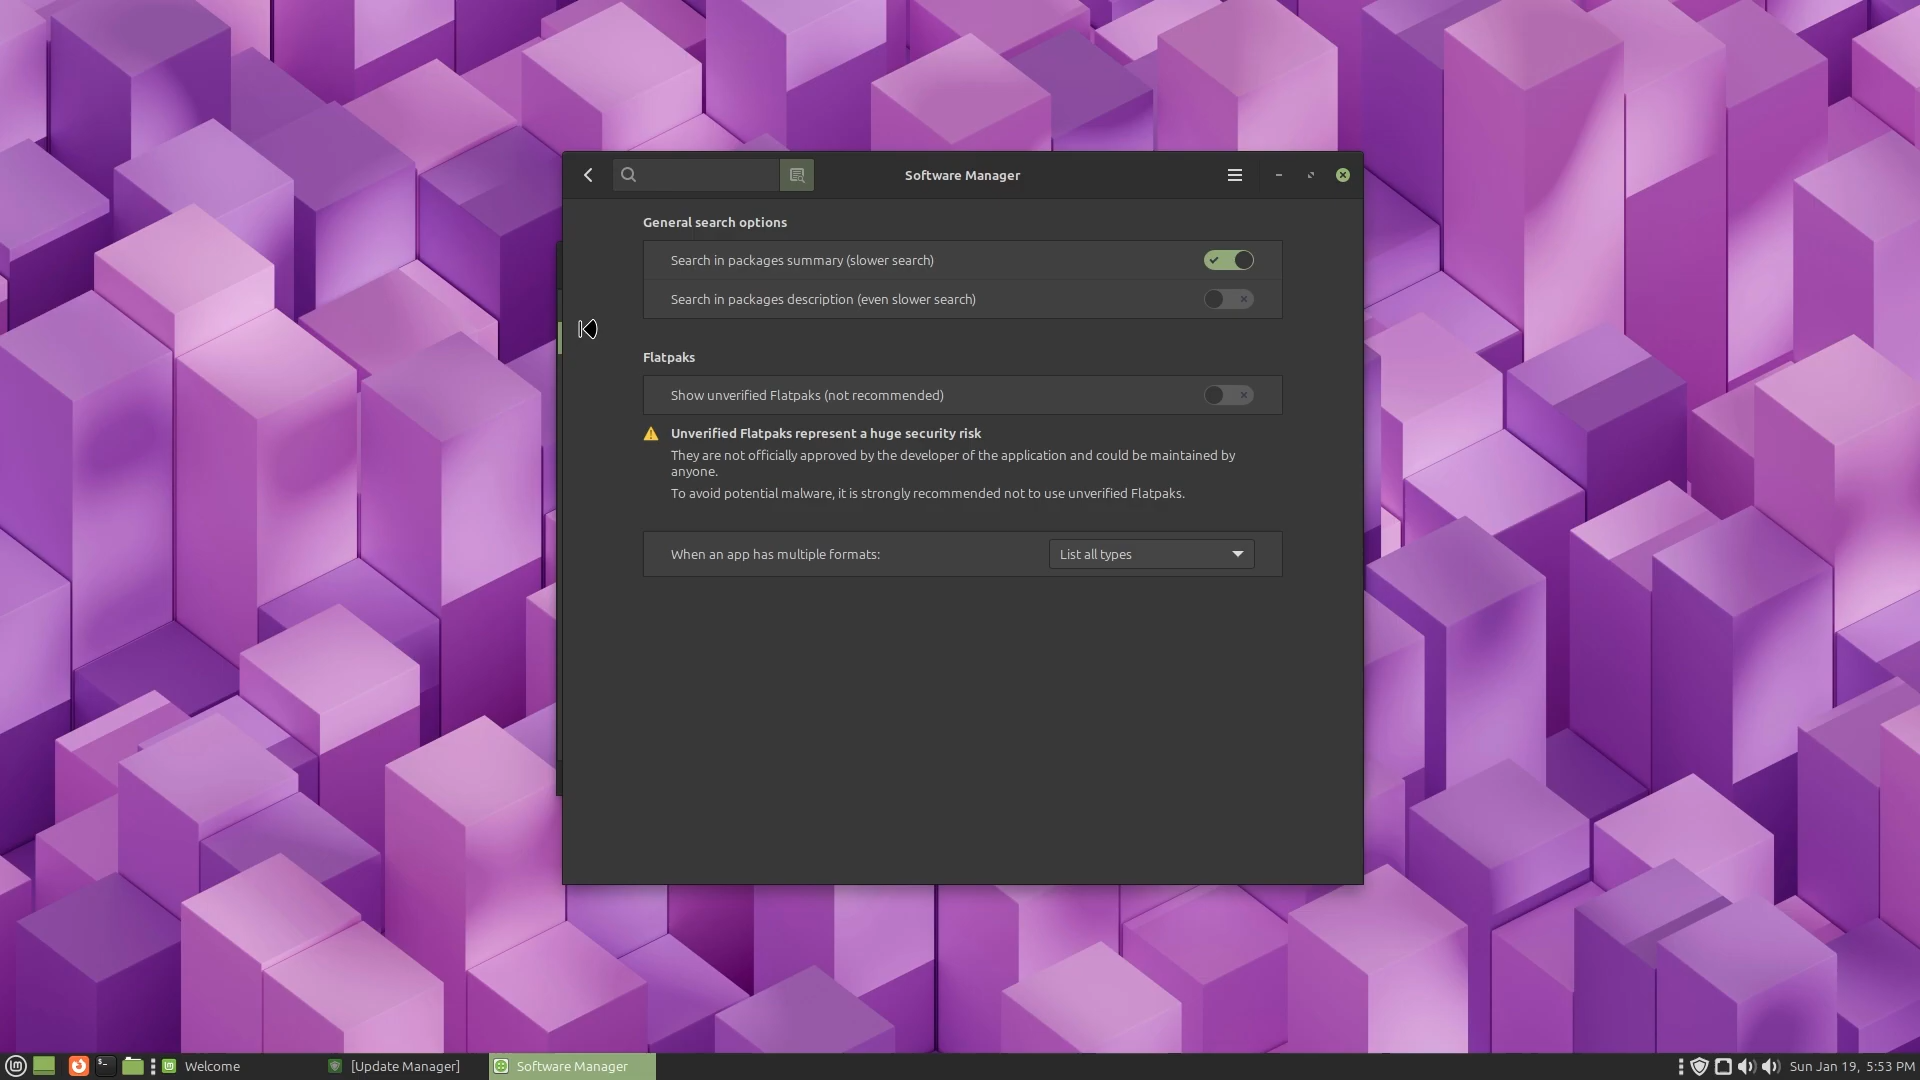 Software Manager
General search options
Search in packages summary (slower search)
Search in packages description (even slower search)
Flatpaks
Show unverified Flatpaks (not recommended)
Unverified Flatpaks represent a huge security risk
They are not officially approved by the developer of the application and could be maintained by
anyone.
To avoid potential malware, it is strongly recommended not to use unverified Flatpaks.
When an app has multiple formats: List all types
Welcome [Update Manager] Software Manager Sun Jan 19, 5:53 PM